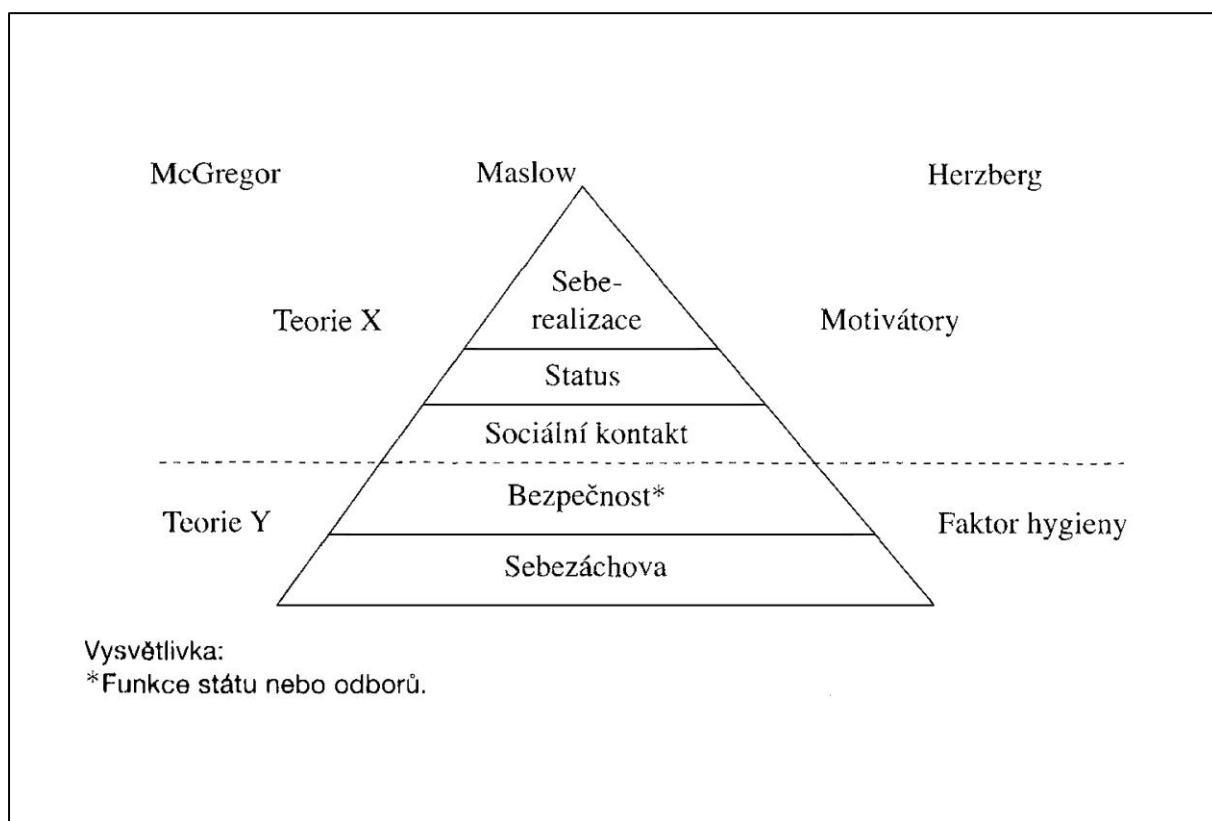 McGregor Maslow Herzberg
Sebe-
realizace
Teorie X Motivátory
Status
Sociální kontakt
Bezpečnost*
Teorie Y Faktor hygieny
Sebezáchova
Vysvětlivka:
*Funkce státu nebo odborů.